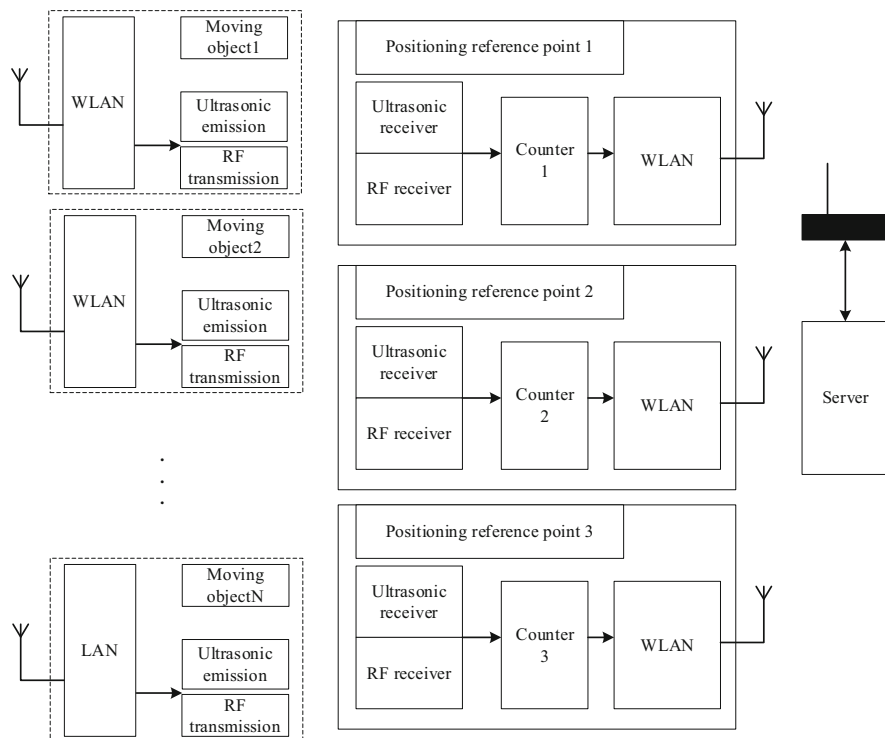 Moving
object1
WLAN
Ultrasonic
emission
RF
transmission
Moving
object2
WLAN
Ultrasonic
emission
RF
transmission
.
.
.
Moving
objectN
LAN
Ultrasonic
emission
RF
transmission
Positioning reference point 1
Ultrasonic
receiver
RF receiver
Counter
1
WLAN
Positioning reference point 2
Ultrasonic
receiver
RF receiver
Counter
2
WLAN
Positioning reference point 3
Ultrasonic
receiver
RF receiver
Counter
3
WLAN
Server